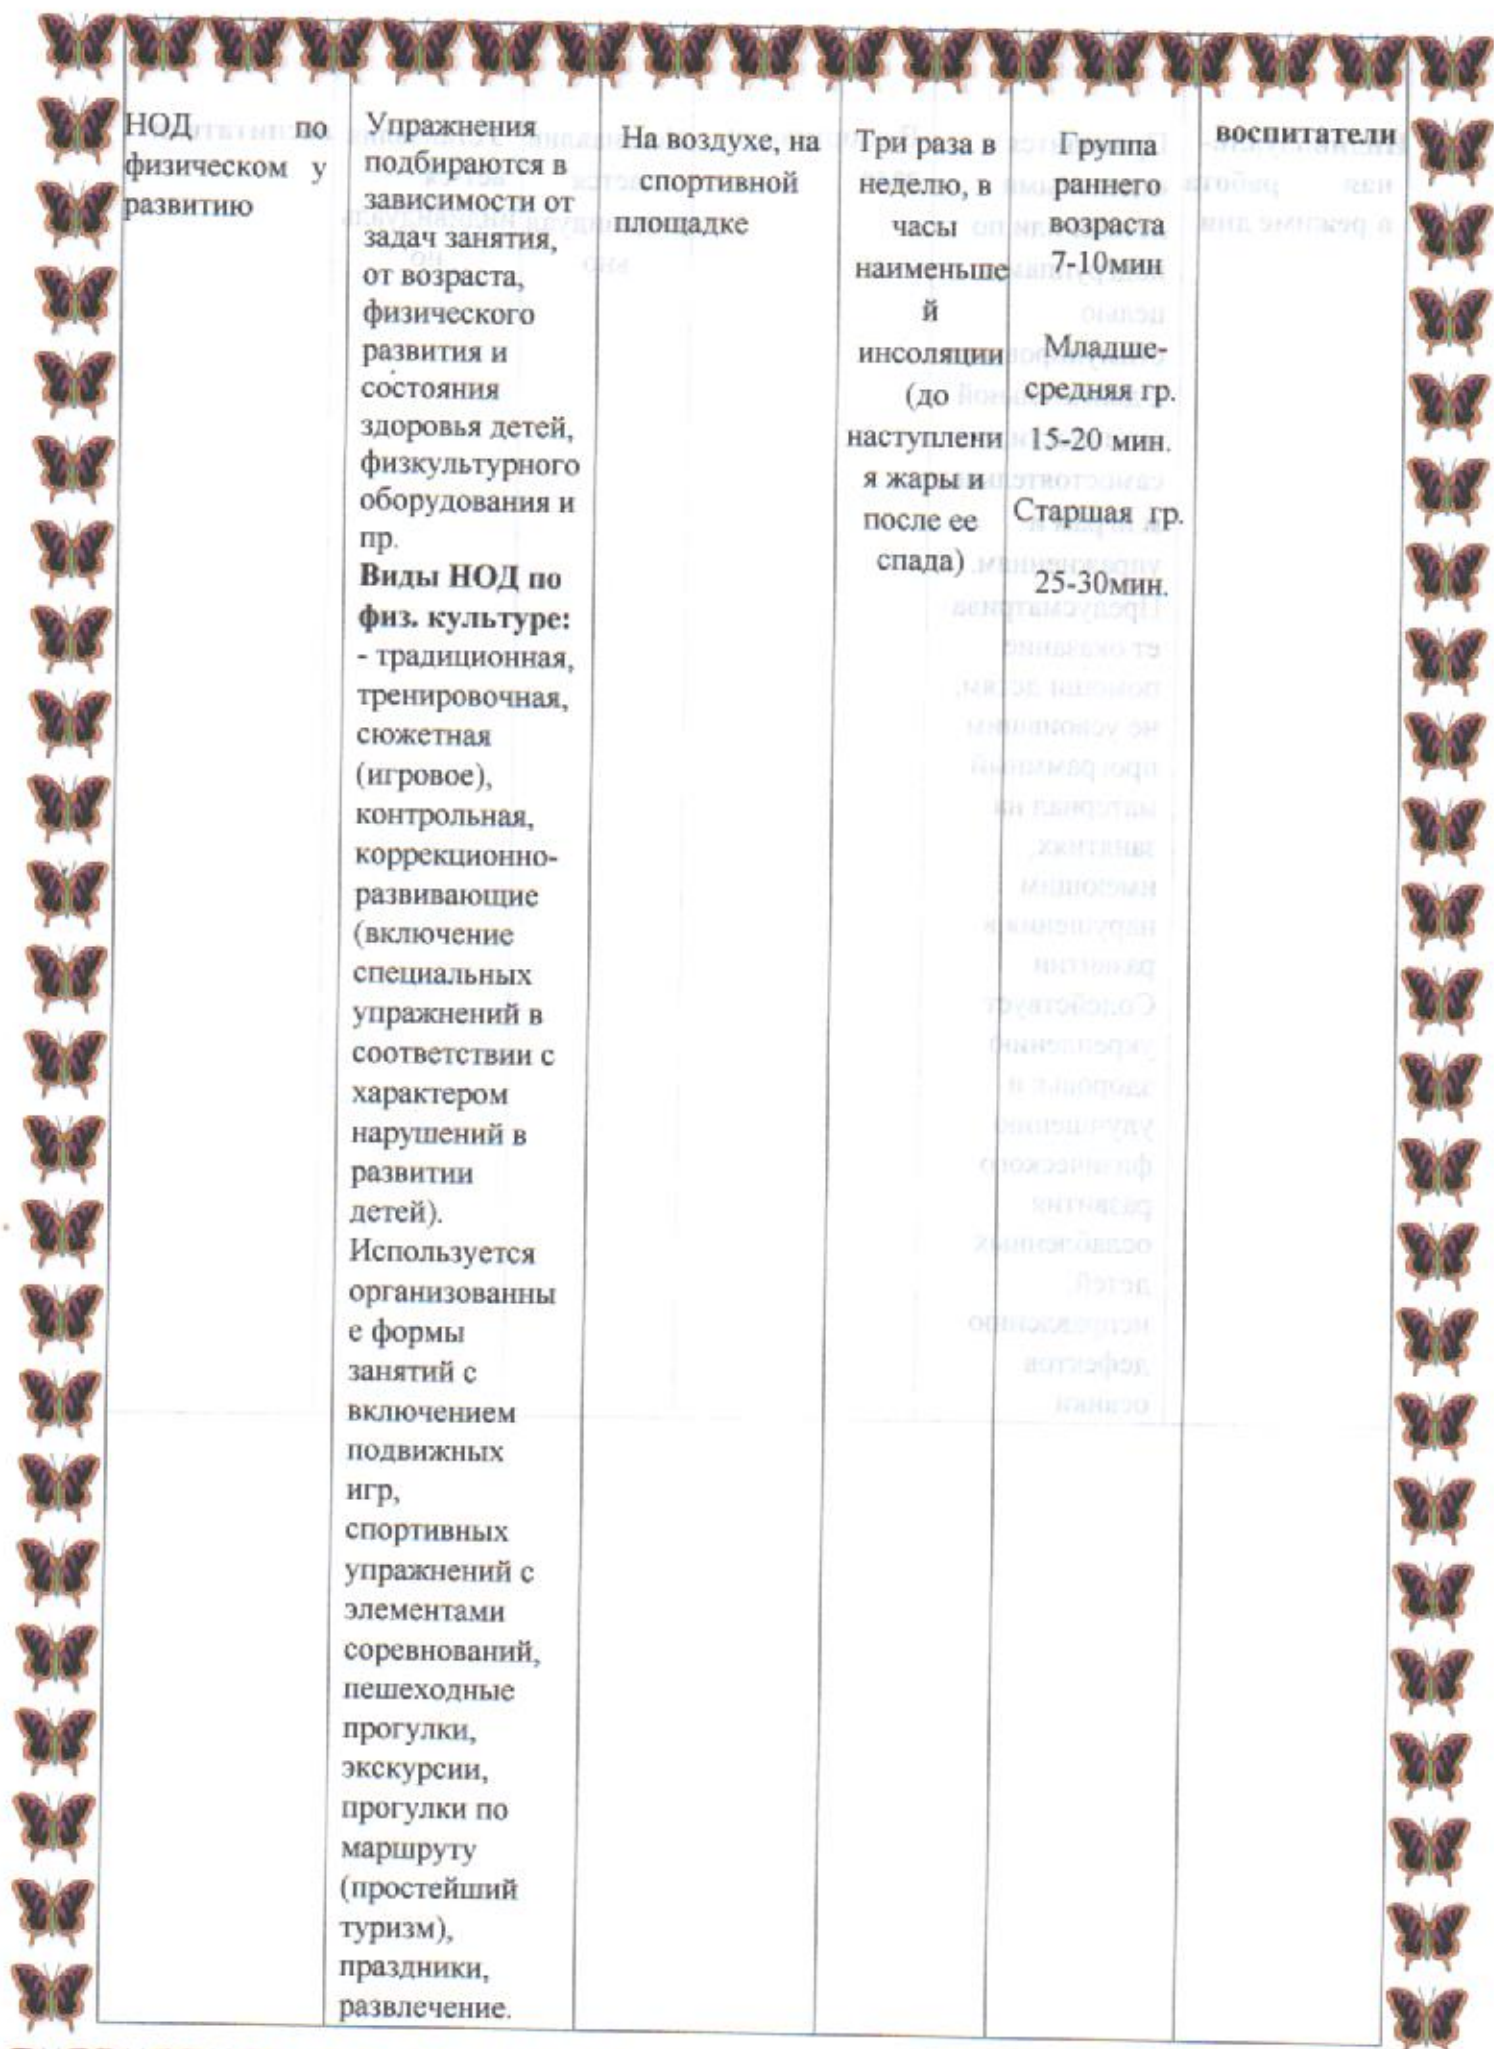 НОД по
физическом у
развитию
Упражнения
подбираются в
зависимости от
задач занятия,
от возраста,
физического
развития и
состояния
здоровья детей,
физкультурного
оборудования и
пр.
Виды НОД по
физ. культуре:
- традиционная,
тренировочная,
сюжетная
(игровое),
контрольная,
коррекционно-
развивающие
(включение
специальных
упражнений в
соответствии с
характером
нарушений в
развитии
детей).
Используется
организованны
е формы
занятий с
включением
подвижных
игр,
спортивных
упражнений с
элементами
соревнований,
пешеходные
прогулки,
экскурсии,
прогулки по
маршруту
(простейший
туризм),
праздники,
развлечение.
На воздухе, на
спортивной
площадке
Три раза в
неделю, в
часы
наименьше
й
инсоляции
(до
наступлени
я жары и
после ее
спада)
Группа
раннего
возраста
7-10мин
Младше-
средняя гр.
15-20 мин.
Старшая гр.
25-30мин.
воспитатели